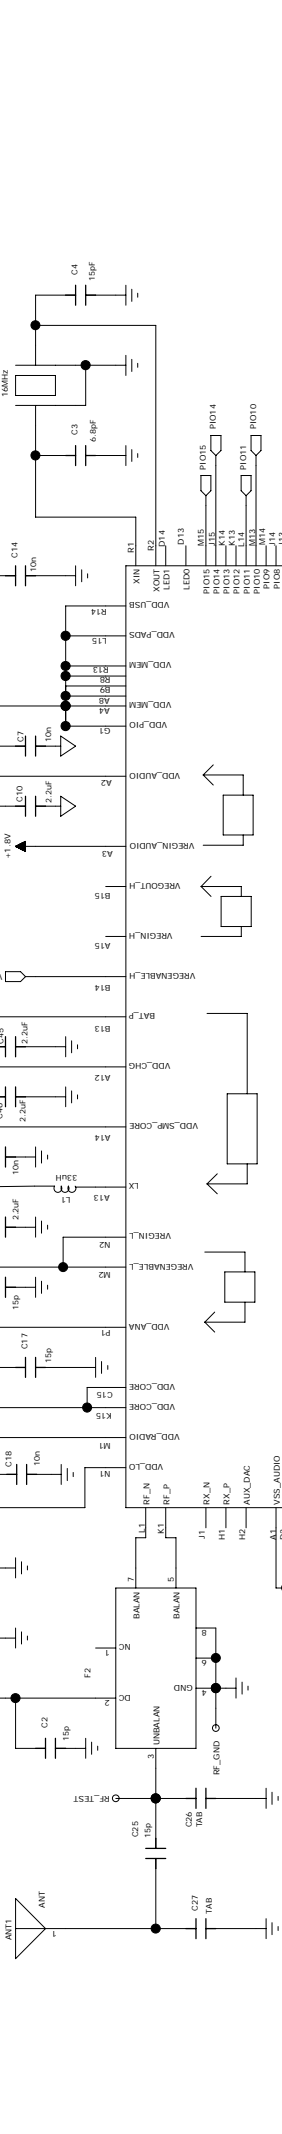 C4
15pF
16MHz
C3
6.8pF
PIO14
PIO10
PIO15
PIO11
C14
10n
R1
R2
D14
D13
M15
J15
K14
K13
L14
M13
M14
J14
XIN
XOUT
LED1
LED0
PIO15
PIO14
PIO13
PIO12
PIO11
PIO10
PIO9
PIO8
R14
VDD_USB
L15
VDD_PADS
R13
VDD_MEM
R8
B9
A8
A4
VDD_MEM
G1
VDD_PIO
C7
10n
A2
VDD_AUDIO
C10
2.2uF
+1.8V
A3
VREGIN_AUDIO
B15
VREGOUT_H
A15
VREGIN_H
B14
VREGENABLE_H
B13
BAT_P
2.2uF
A12
VDD_CHG
2.2uF
A14
VDD_SMP_CORE
10n
33uH
L1
A13
LX
2.2uF
N2
VREGIN_L
M2
VREGENABLE_L
15p
P1
VDD_ANA
C17
15p
C15
VDD_CORE
K15
VDD_CORE
M1
VDD_RADIO
N1
VDD_LO
C18
10n
RF_N
RF_P
RX_N
RX_P
AUX_DAC
VSS_AUDIO
L1
K1
J1
H1
H2
A1
7
5
BALAN
BALAN
NC
1
F2
DC
2
8
6
4
GND
UNBALAN
3
C2
15p
RF_GND
RF_TEST
C25
15p
C26
TAB
ANT1
ANT
1
C27
TAB